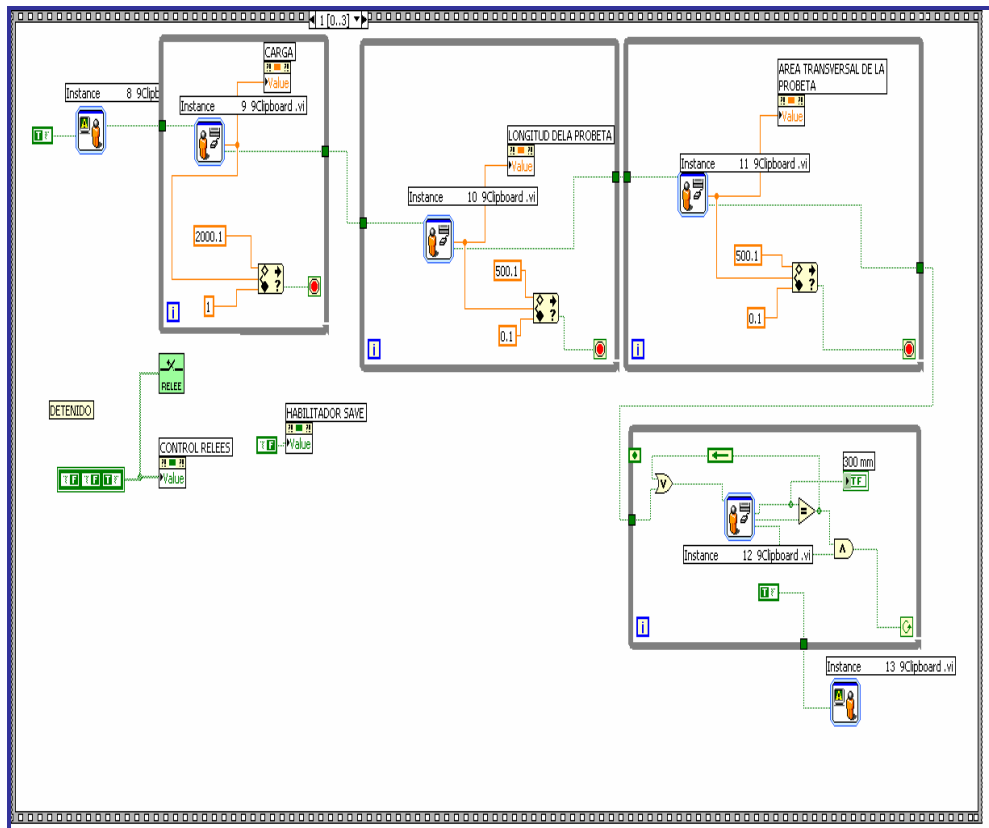 1 [0..3]
CARGA
Value
Instance 8 9Clipb
Instance 9 9Clipboard .vi
T F
2000.1
1
?
i
LONGITUD DELA PROBETA
Value
Instance 10 9Clipboard .vi
500.1
0.1
?
i
AREA TRANSVERSAL DE LA
PROBETA
Value
Instance 11 9Clipboard .vi
500.1
0.1
?
i
RELEE
DETENIDO
HABILITADOR SAVE
T F
Value
CONTROL RELEES
T F T F T F
Value
300 mm
TF
V
=
Instance 12 9Clipboard .vi
Λ
T F
i
Instance 13 9Clipboard .vi